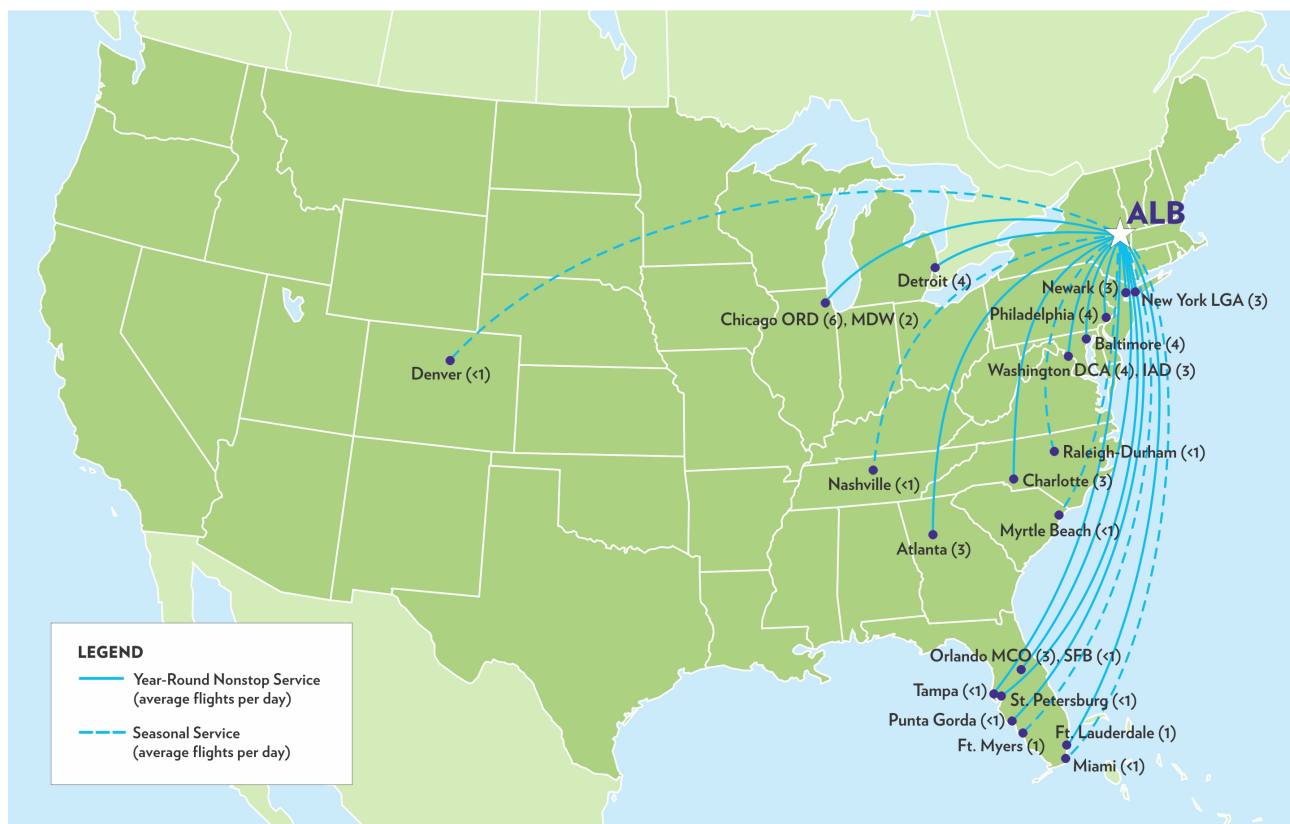 ALB
Detroit (4)
Newark (3)
New York LGA (3)
Chicago ORD (6), MDW (2)
Philadelphia (4)
Baltimore (4)
Denver (<1)
Washington DCA (4), IAD (3)
Raleigh-Durham (<1)
Nashville (<1)
Charlotte (3)
Myrtle Beach (<1)
Atlanta (3)
Orlando MCO (3), SFB (<1)
Tampa (<1)
St. Petersburg (<1)
Punta Gorda (<1)
Ft. Lauderdale (1)
Ft. Myers (1)
Miami (<1)
LEGEND
Year-Round Nonstop Service
(average flights per day)
Seasonal Service
(average flights per day)